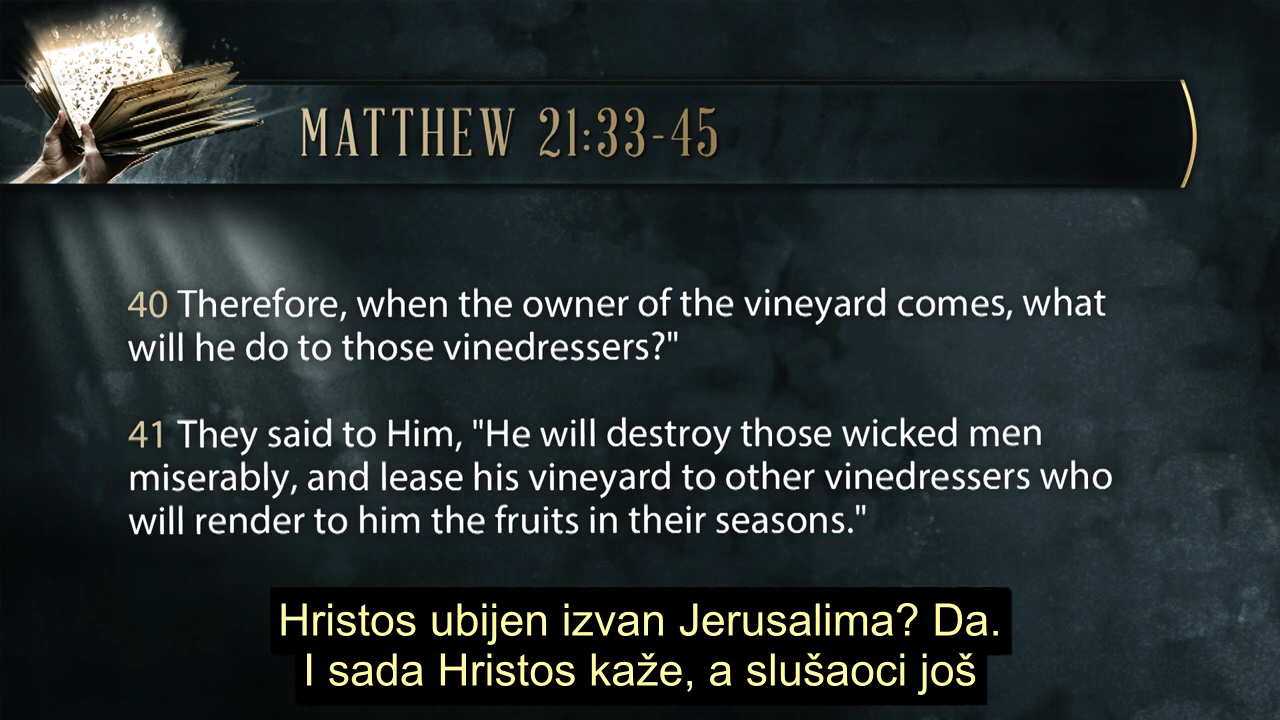 MATTHEW 21:33-45
40 Therefore, when the owner of the vineyard comes, what
will he do to those vinedressers?"
41 They said to Him, "He will destroy those wicked men
miserably, and lease his vineyard to other vinedressers who
will render to him the fruits in their seasons."
Hristos ubijen izvan Jerusalima? Da.
I sada Hristos kaže, a slušaoci još